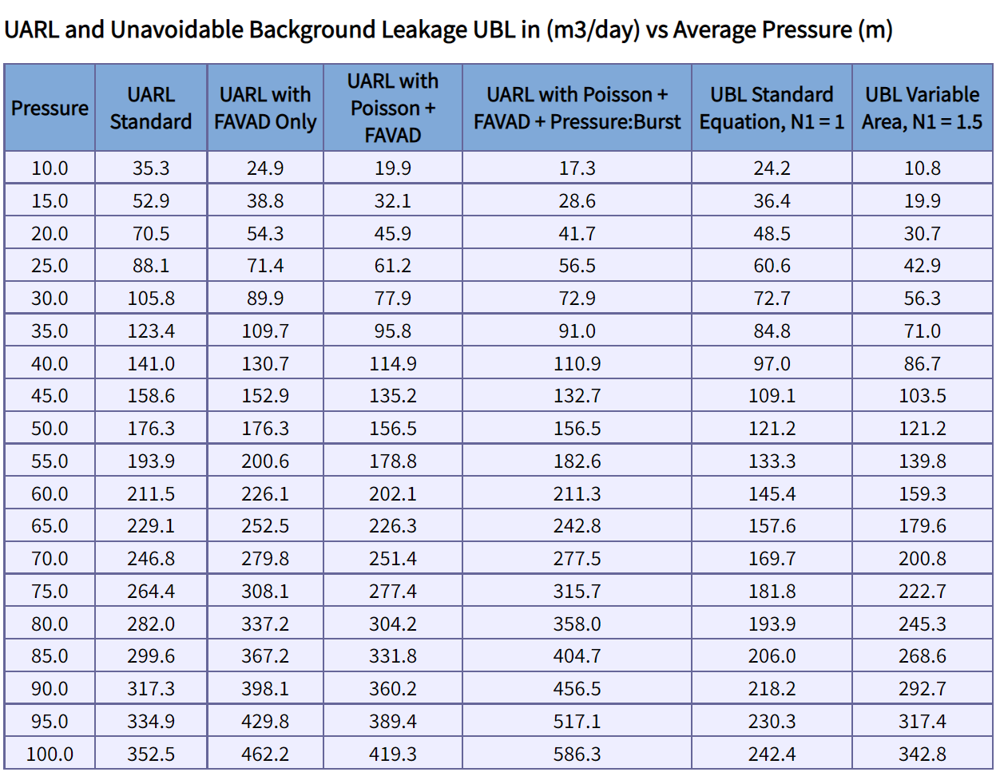 UARL and Unavoidable Background Leakage UBL in (m3/day) vs Average Pressure (m)
Pressure UARL Standard UARL with FAVAD Only UARL with Poisson + FAVAD UARL with Poisson + FAVAD + Pressure:Burst UBL Standard Equation, N1 = 1 UBL Variable Area, N1 = 1.5
10.0 35.3 24.9 19.9 17.3 24.2 10.8
15.0 52.9 38.8 32.1 28.6 36.4 19.9
20.0 70.5 54.3 45.9 41.7 48.5 30.7
25.0 88.1 71.4 61.2 56.5 60.6 42.9
30.0 105.8 89.9 77.9 72.9 72.7 56.3
35.0 123.4 109.7 95.8 91.0 84.8 71.0
40.0 141.0 130.7 114.9 110.9 97.0 86.7
45.0 158.6 152.9 135.2 132.7 109.1 103.5
50.0 176.3 176.3 156.5 156.5 121.2 121.2
55.0 193.9 200.6 178.8 182.6 133.3 139.8
60.0 211.5 226.1 202.1 211.3 145.4 159.3
65.0 229.1 252.5 226.3 242.8 157.6 179.6
70.0 246.8 279.8 251.4 277.5 169.7 200.8
75.0 264.4 308.1 277.4 315.7 181.8 222.7
80.0 282.0 337.2 304.2 358.0 193.9 245.3
85.0 299.6 367.2 331.8 404.7 206.0 268.6
90.0 317.3 398.1 360.2 456.5 218.2 292.7
95.0 334.9 429.8 389.4 517.1 230.3 317.4
100.0 352.5 462.2 419.3 586.3 242.4 342.8